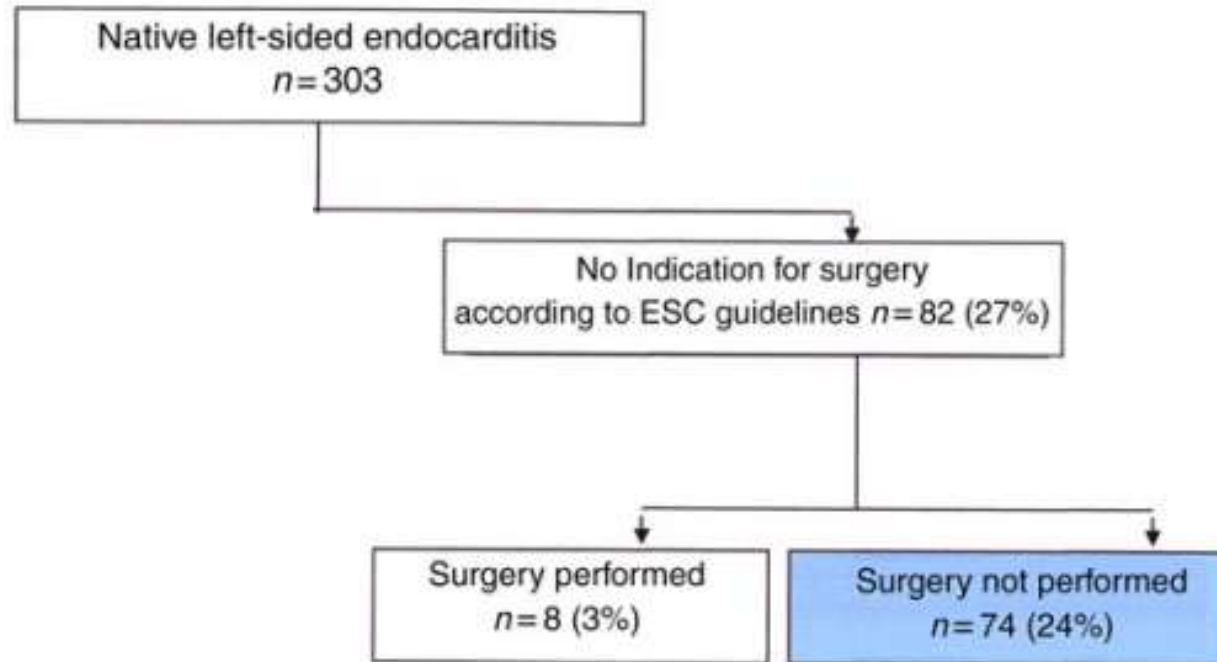 Native left-sided endocarditis
n=303
No Indication for surgery
according to ESC guidelines n=82 (27%)
Surgery performed
n=8 (3%)
Surgery not performed
n=74 (24%)